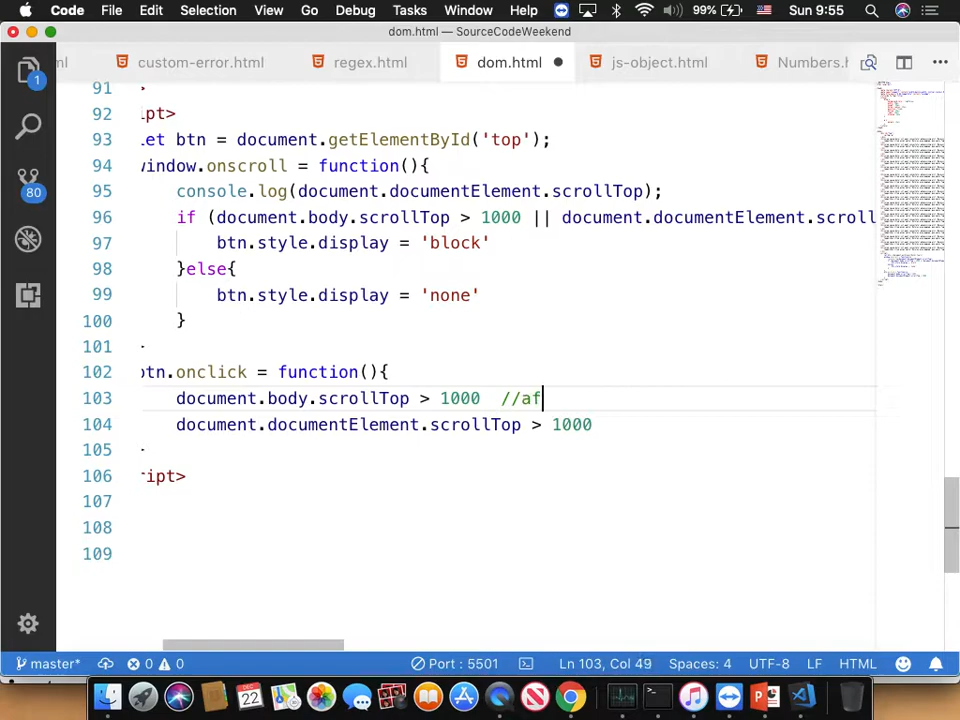 Code File Edit Selection View Go Debug Tasks Window Help 99% Sun 9:55
dom.html — SourceCodeWeekend
ml custom-error.html regex.html dom.html js-object.html Numbers.h
1
80
91
92 ipt>
93 et btn = document.getElementById('top');
94 indow.onscroll = function(){
95 console.log(document.documentElement.scrollTop);
96 if (document.body.scrollTop > 1000 || document.documentElement.scroll
97 btn.style.display = 'block'
98 }else{
99 btn.style.display = 'none'
100 }
101
102 tn.onclick = function(){
103 document.body.scrollTop > 1000 //af
104 document.documentElement.scrollTop > 1000
105
106 ipt>
107
108
109
master* 0 0 Port : 5501 Ln 103, Col 49 Spaces: 4 UTF-8 LF HTML
DEC
22